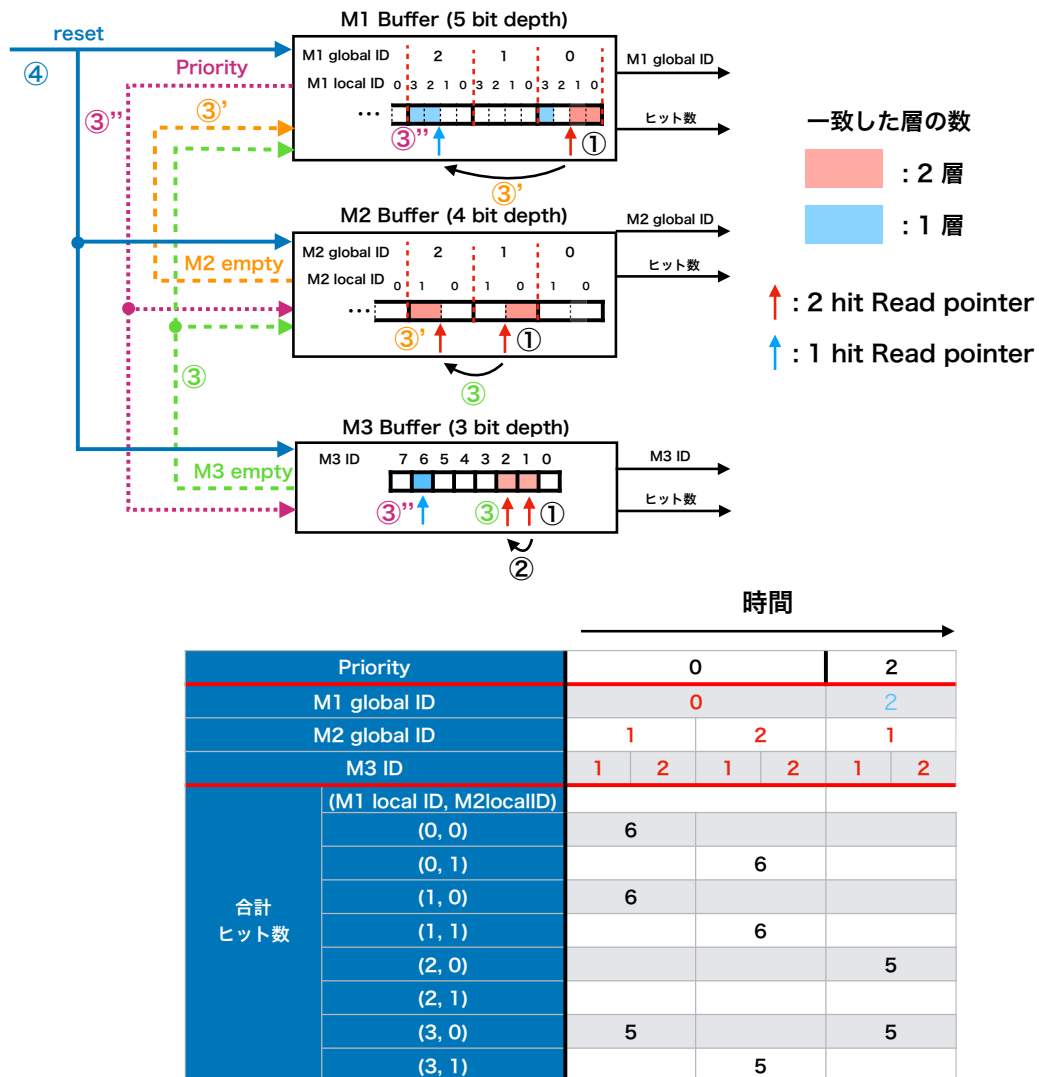 M1 Buffer (5 bit depth)
reset
④
Priority
③’’
③’
M1 global ID 2 1 0
M1 local ID 0 3 2 1 0 3 2 1 0 3 2 1 0
…
③’’
①
③’
M1 global ID
ヒット数
一致した層の数
: 2 層
: 1 層
: 2 hit Read pointer
: 1 hit Read pointer
M2 Buffer (4 bit depth)
M2 empty
M2 global ID 2 1 0
M2 local ID 0 1 0 1 0 1 0
…
③’
①
③
M2 global ID
ヒット数
③
M3 Buffer (3 bit depth)
M3 empty
M3 ID 7 6 5 4 3 2 1 0
③’’
③
①
②
M3 ID
ヒット数
時間
Priority 0 2
M1 global ID 0 2
M2 global ID 1 2 1
M3 ID 1 2 1 2 1 2
合計
ヒット数
(M1 local ID, M2localID)
(0, 0) 6
(0, 1) 6
(1, 0) 6
(1, 1) 6
(2, 0) 5
(2, 1)
(3, 0) 5 5
(3, 1) 5